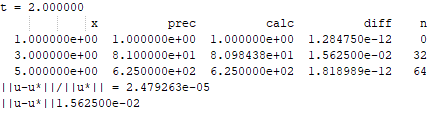 t = 2.000000
x prec calc diff n
1.000000e+00 1.000000e+00 1.000000e+00 1.284750e-12 0
3.000000e+00 8.100000e+01 8.098438e+01 1.562500e-02 32
5.000000e+00 6.250000e+02 6.250000e+02 1.818989e-12 64
||u-u*||/||u*|| = 2.479263e-05
||u-u*||1.562500e-02